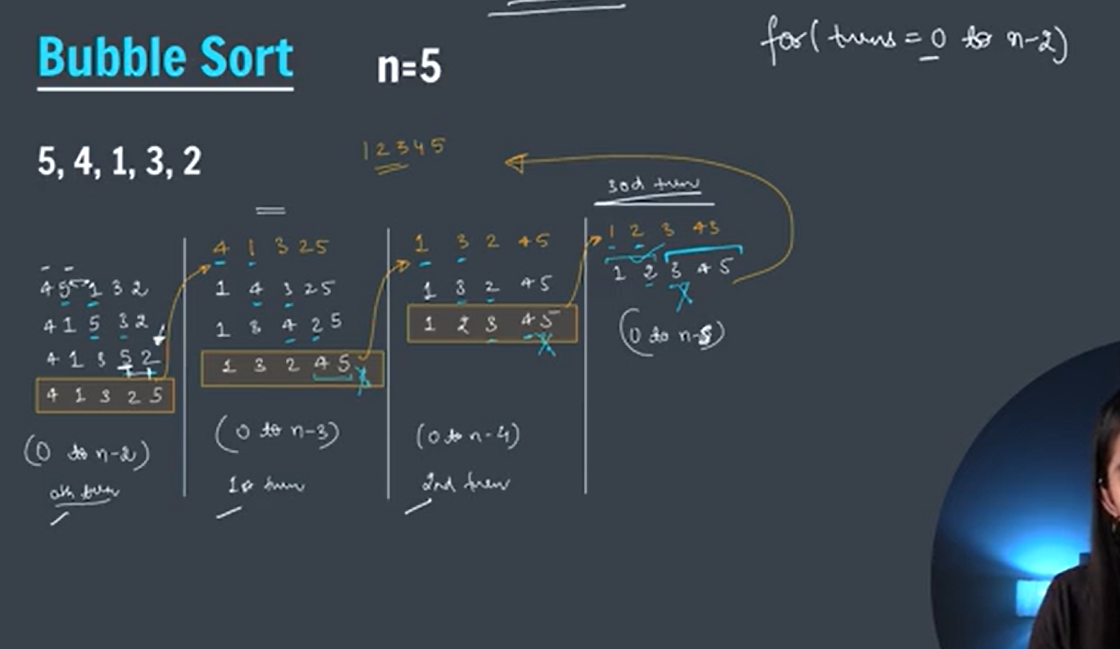 for( turns = 0 to n-2)
Bubble Sort
n=5
5, 4, 1, 3, 2
1 2 3 4 5
4 5 1 3 2
4 1 5 3 2
4 1 3 5 2
4 1 3 2 5
(0 to n-2)
0th turn
4 1 3 2 5
1 4 3 2 5
1 3 4 2 5
1 3 2 4 5
(0 to n-3)
1st turn
1 3 2 4 5
1 3 2 4 5
1 2 3 4 5
(0 to n-4)
2nd turn
3rd turn
1 2 3 4 5
1 2 3 4 5
(0 to n-5)